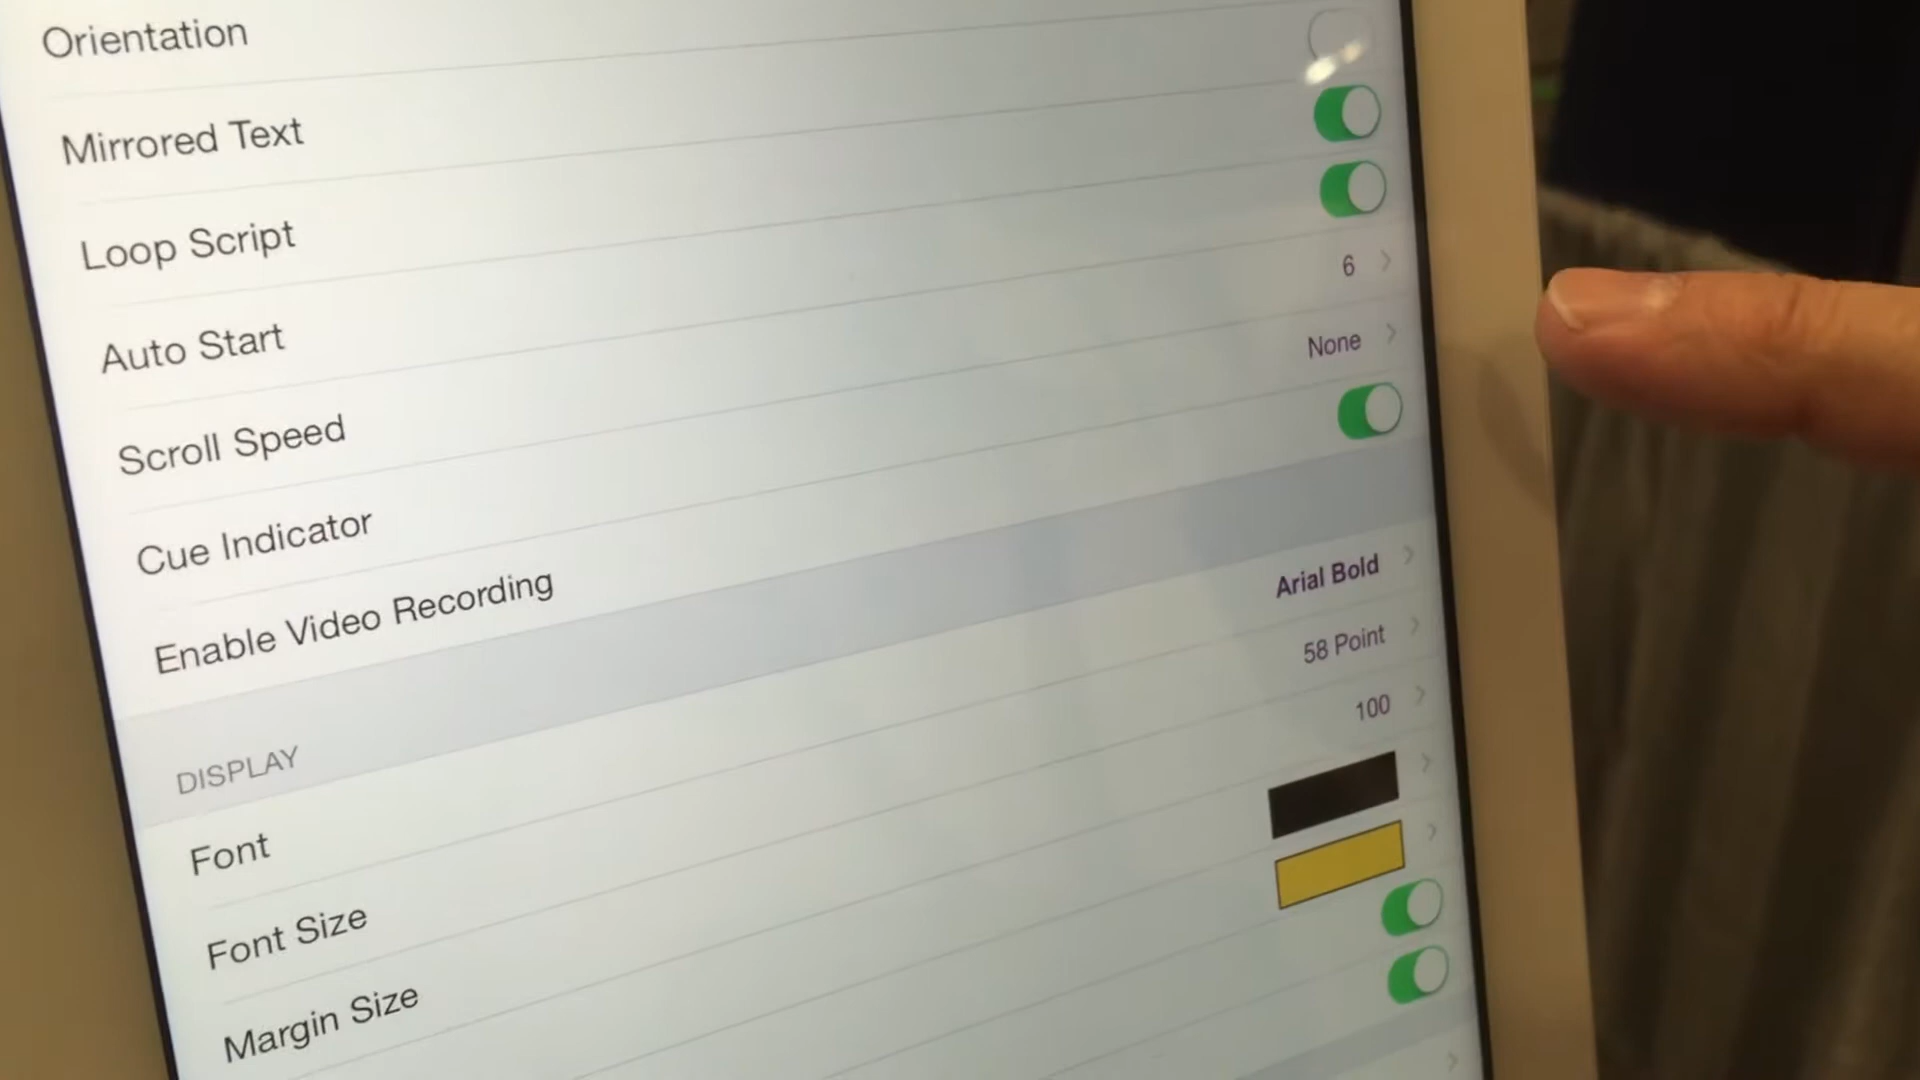 Orientation
Mirrored Text
Loop Script
Auto Start
6
Scroll Speed
None
Cue Indicator
Enable Video Recording
DISPLAY
Arial Bold
Font
58 Point
Font Size
100
Margin Size